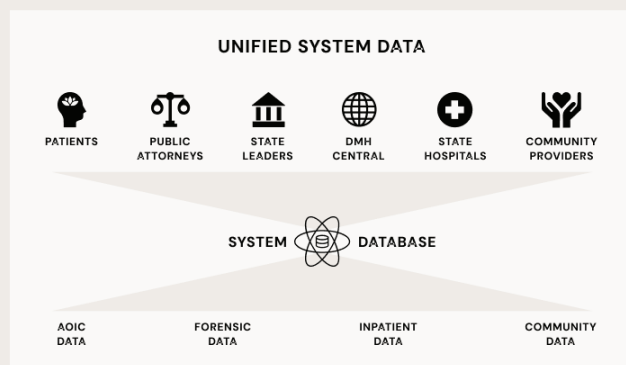 UNIFIED SYSTEM DATA
PATIENTS
PUBLIC
ATTORNEYS
STATE
LEADERS
DMH
CENTRAL
STATE
HOSPITALS
COMMUNITY
PROVIDERS
SYSTEM DATABASE
AOIC
DATA
FORENSIC
DATA
INPATIENT
DATA
COMMUNITY
DATA